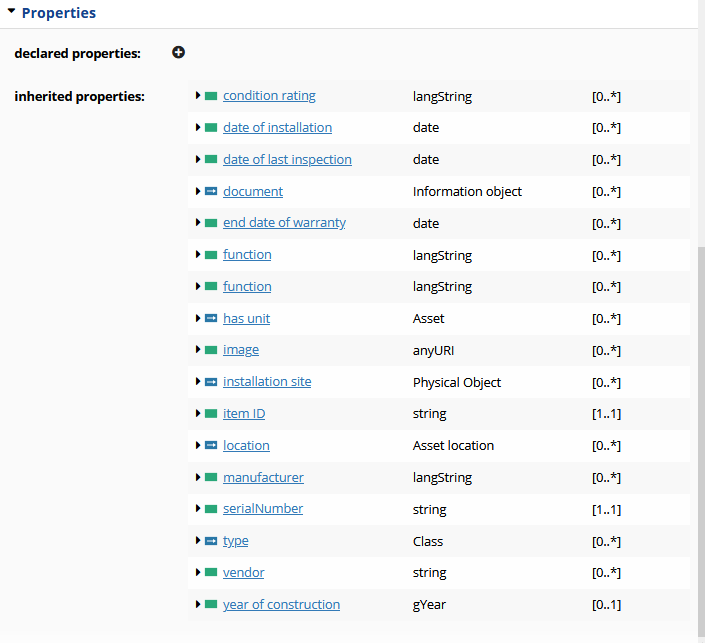 Properties
declared properties:
inherited properties:
condition rating langString [0..*]
date of installation date [0..*]
date of last inspection date [0..*]
document Information object [0..*]
end date of warranty date [0..*]
function langString [0..*]
function langString [0..*]
has unit Asset [0..*]
image anyURI [0..*]
installation site Physical Object [0..*]
item ID string [1..1]
location Asset location [0..*]
manufacturer langString [0..*]
serialNumber string [1..1]
type Class [0..*]
vendor string [0..*]
year of construction gYear [0..1]